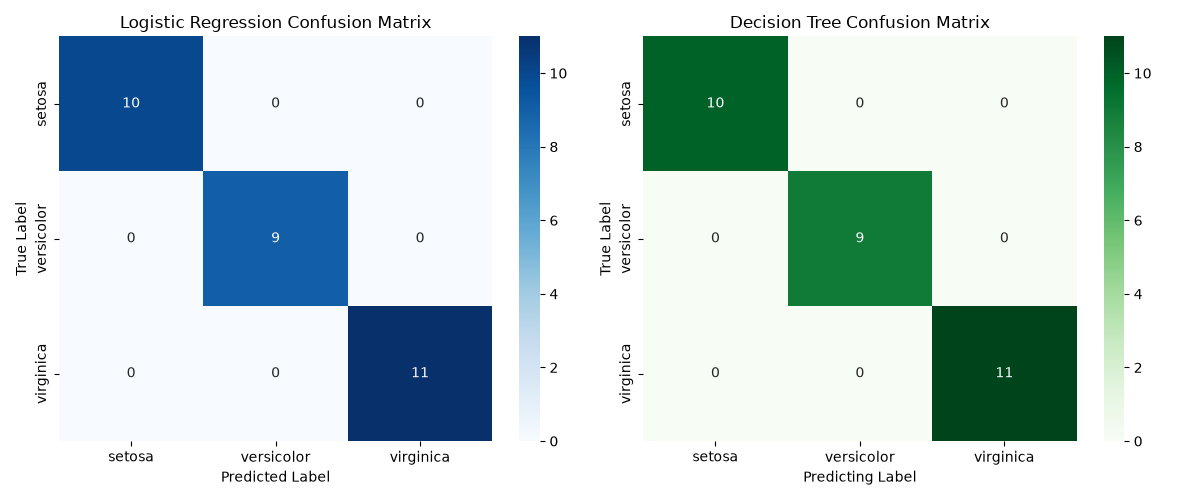 Logistic Regression Confusion Matrix
setosa
versicolor
virginica
True Label
10 0 0
0 9 0
0 0 11
setosa versicolor virginica
Predicted Label
10
8
6
4
2
0
Decision Tree Confusion Matrix
setosa
versicolor
virginica
True Label
10 0 0
0 9 0
0 0 11
setosa versicolor virginica
Predicting Label
10
8
6
4
2
0